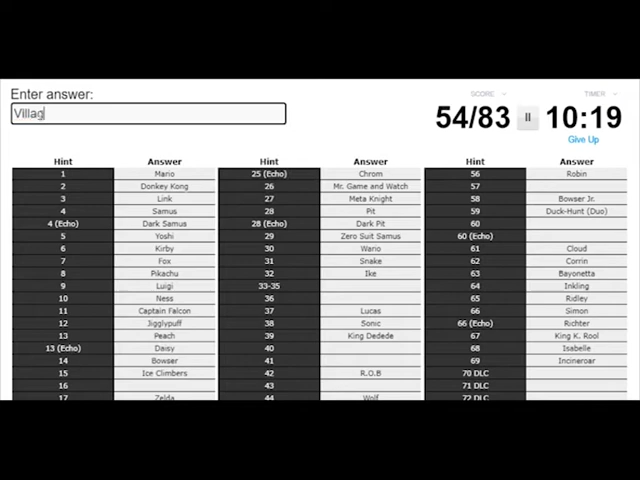 Enter answer:
Villag
SCORE
TIMER
54/83 10:19
Give Up
Hint Answer Hint Answer Hint Answer
1 Mario 25 (Echo) Chrom 56 Robin
2 Donkey Kong 26 Mr. Game and Watch 57
3 Link 27 Meta Knight 58 Bowser Jr.
4 Samus 28 Pit 59 Duck-Hunt (Duo)
4 (Echo) Dark Samus 28 (Echo) Dark Pit 60
5 Yoshi 29 Zero Suit Samus 60 (Echo)
6 Kirby 30 Wario 61 Cloud
7 Fox 31 Snake 62 Corrin
8 Pikachu 32 Ike 63 Bayonetta
9 Luigi 33-35 64 Inkling
10 Ness 36 65 Ridley
11 Captain Falcon 37 Lucas 66 Simon
12 Jigglypuff 38 Sonic 66 (Echo) Richter
13 Peach 39 King Dedede 67 King K. Rool
13 (Echo) Daisy 40 68 Isabelle
14 Bowser 41 69 Incineroar
15 Ice Climbers 42 R.O.B 70 DLC
16 43 71 DLC
17 Zelda 44 Wolf 72 DLC